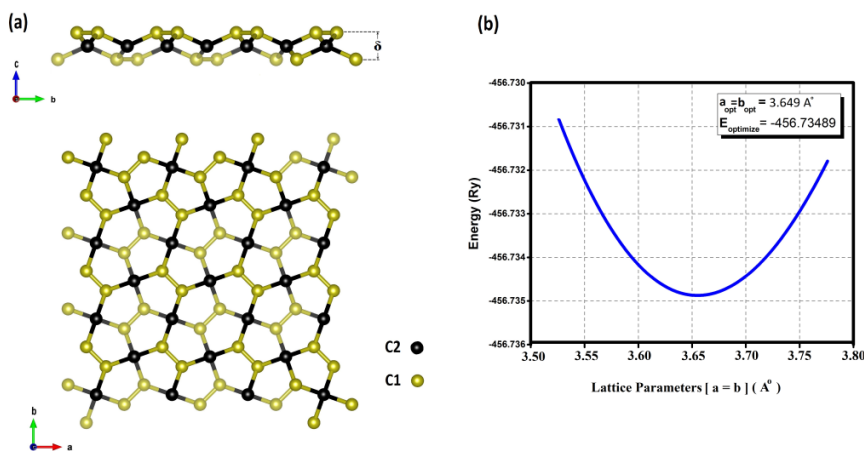 (a)
δ
c
b
C2
C1
b
a
(b)
a_opt=b_opt = 3.649 A°
E_optimize= -456.73489
Energy (Ry)
-456.730
-456.731
-456.732
-456.733
-456.734
-456.735
-456.736
3.50
3.55
3.60
3.65
3.70
3.75
3.80
Lattice Parameters [ a = b ] ( A° )